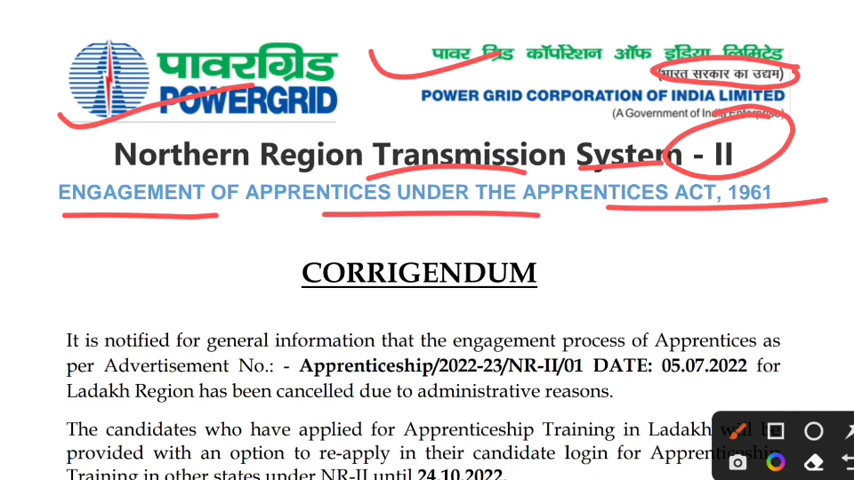 पावरग्रिड
POWERGRID
पावर ग्रिड कॉर्पोरेशन ऑफ इंडिया लिमिटेड
(भारत सरकार का उद्यम)
POWER GRID CORPORATION OF INDIA LIMITED
(A Government of India Enterprise)
Northern Region Transmission System - II
ENGAGEMENT OF APPRENTICES UNDER THE APPRENTICES ACT, 1961
CORRIGENDUM
It is notified for general information that the engagement process of Apprentices as
per Advertisement No.: - Apprenticeship/2022-23/NR-II/01 DATE: 05.07.2022 for
Ladakh Region has been cancelled due to administrative reasons.
The candidates who have applied for Apprenticeship Training in Ladakh will be
provided with an option to re-apply in their candidate login for Apprenticeship
Training in other states under NR-II until 24.10.2022.